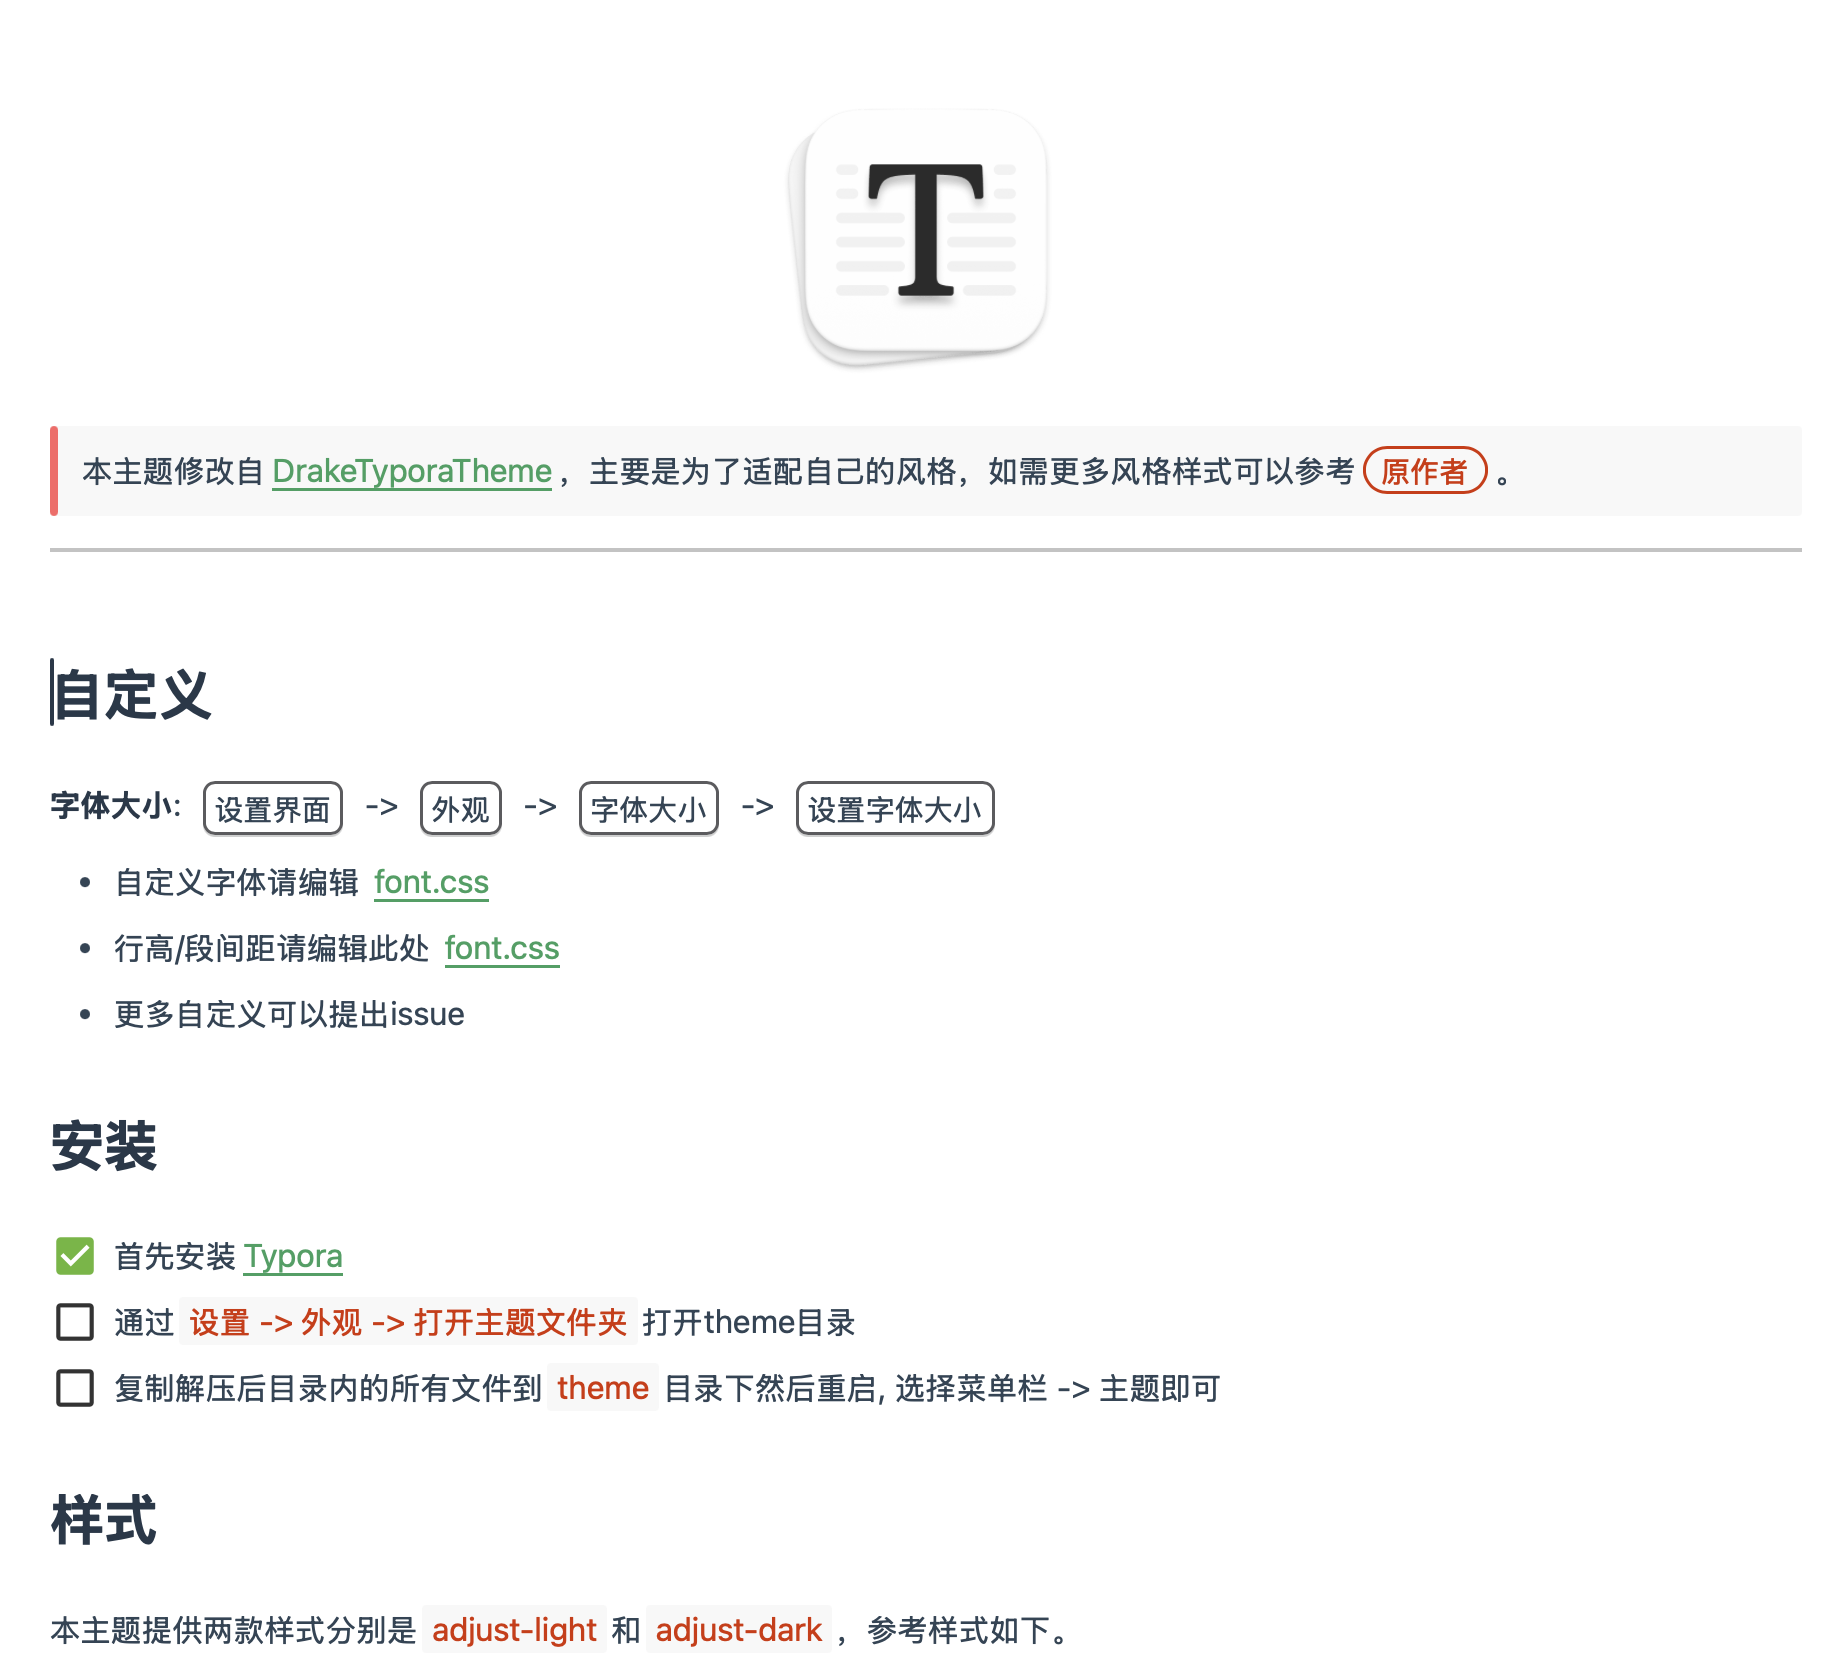 T
本主题修改自 DrakeTyporaTheme ，主要是为了适配自己的风格，如需更多风格样式可以参考 原作者 。
自定义
字体大小: 设置界面 -> 外观 -> 字体大小 -> 设置字体大小
• 自定义字体请编辑 font.css
• 行高/段间距请编辑此处 font.css
• 更多自定义可以提出issue
安装
首先安装 Typora
通过 设置 -> 外观 -> 打开主题文件夹 打开theme目录
复制解压后目录内的所有文件到 theme 目录下然后重启, 选择菜单栏 -> 主题即可
样式
本主题提供两款样式分别是 adjust-light 和 adjust-dark ，参考样式如下。